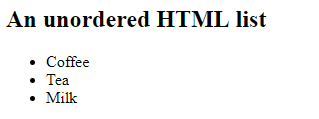 An unordered HTML list
• Coffee
• Tea
• Milk